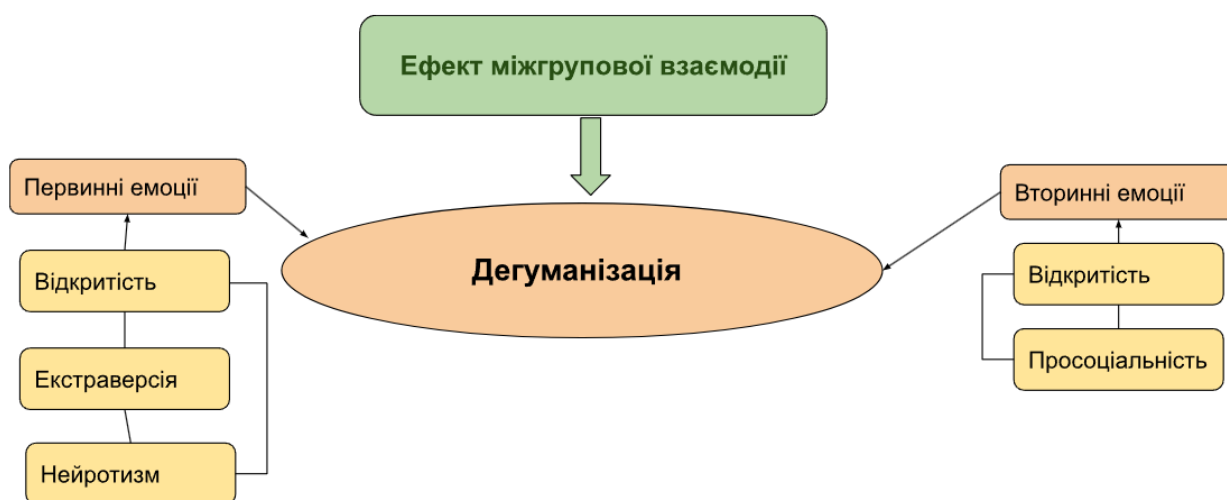 Ефект міжгрупової взаємодії
Первинні емоції
Вторинні емоції
Дегуманізація
Відкритість
Екстраверсія
Нейротизм
Відкритість
Просоціальність